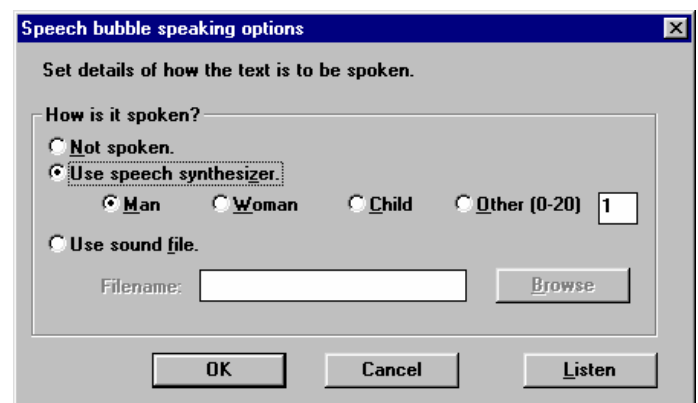 Speech bubble speaking options
Set details of how the text is to be spoken.
How is it spoken?
Not spoken.
Use speech synthesizer.
Man Woman Child Other (0-20) 1
Use sound file.
Filename: Browse
OK Cancel Listen